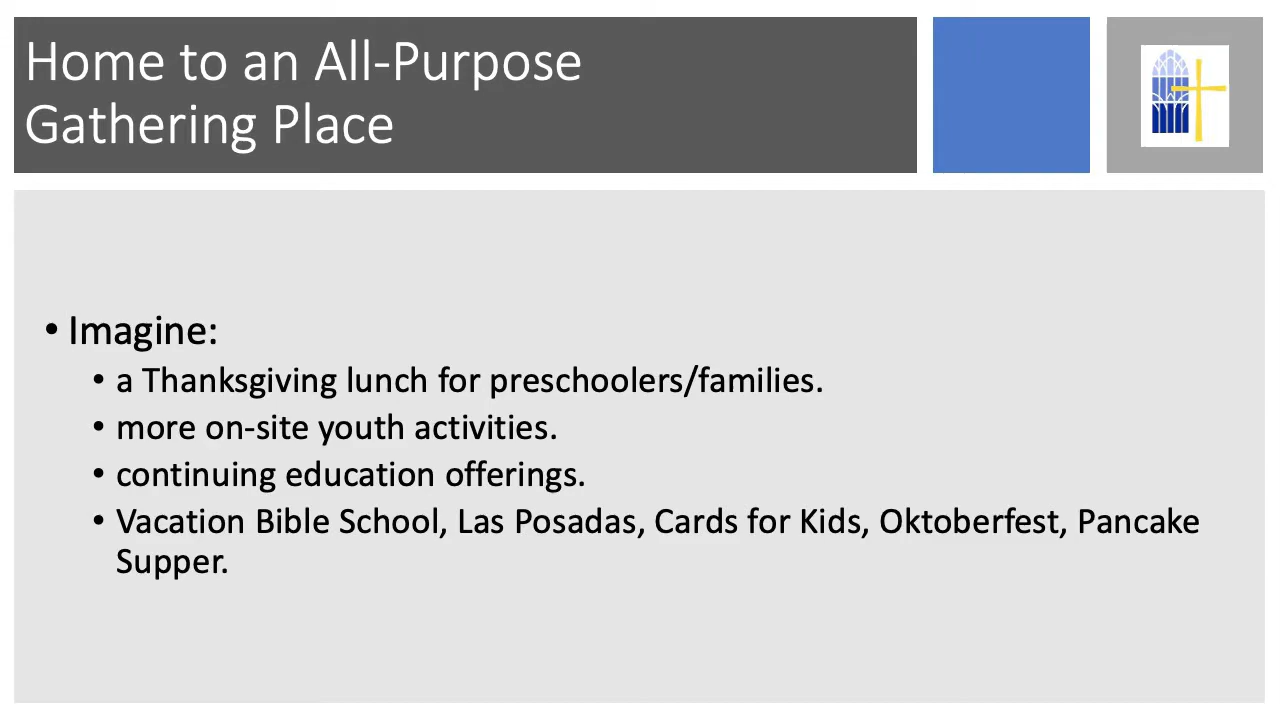 Home to an All-Purpose
Gathering Place
• Imagine:
• a Thanksgiving lunch for preschoolers/families.
• more on-site youth activities.
• continuing education offerings.
• Vacation Bible School, Las Posadas, Cards for Kids, Oktoberfest, Pancake
Supper.